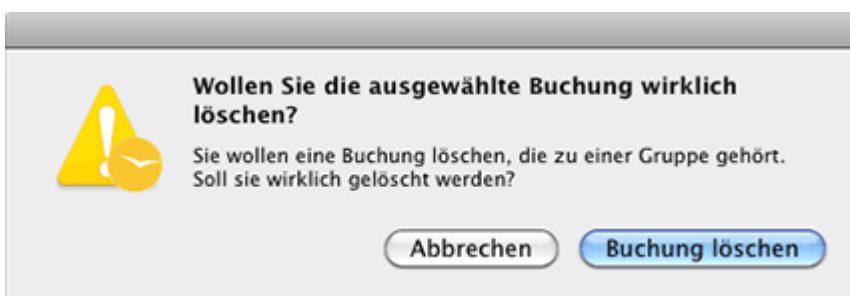 Wollen Sie die ausgewählte Buchung wirklich
löschen?
Sie wollen eine Buchung löschen, die zu einer Gruppe gehört.
Soll sie wirklich gelöscht werden?
Abbrechen
Buchung löschen